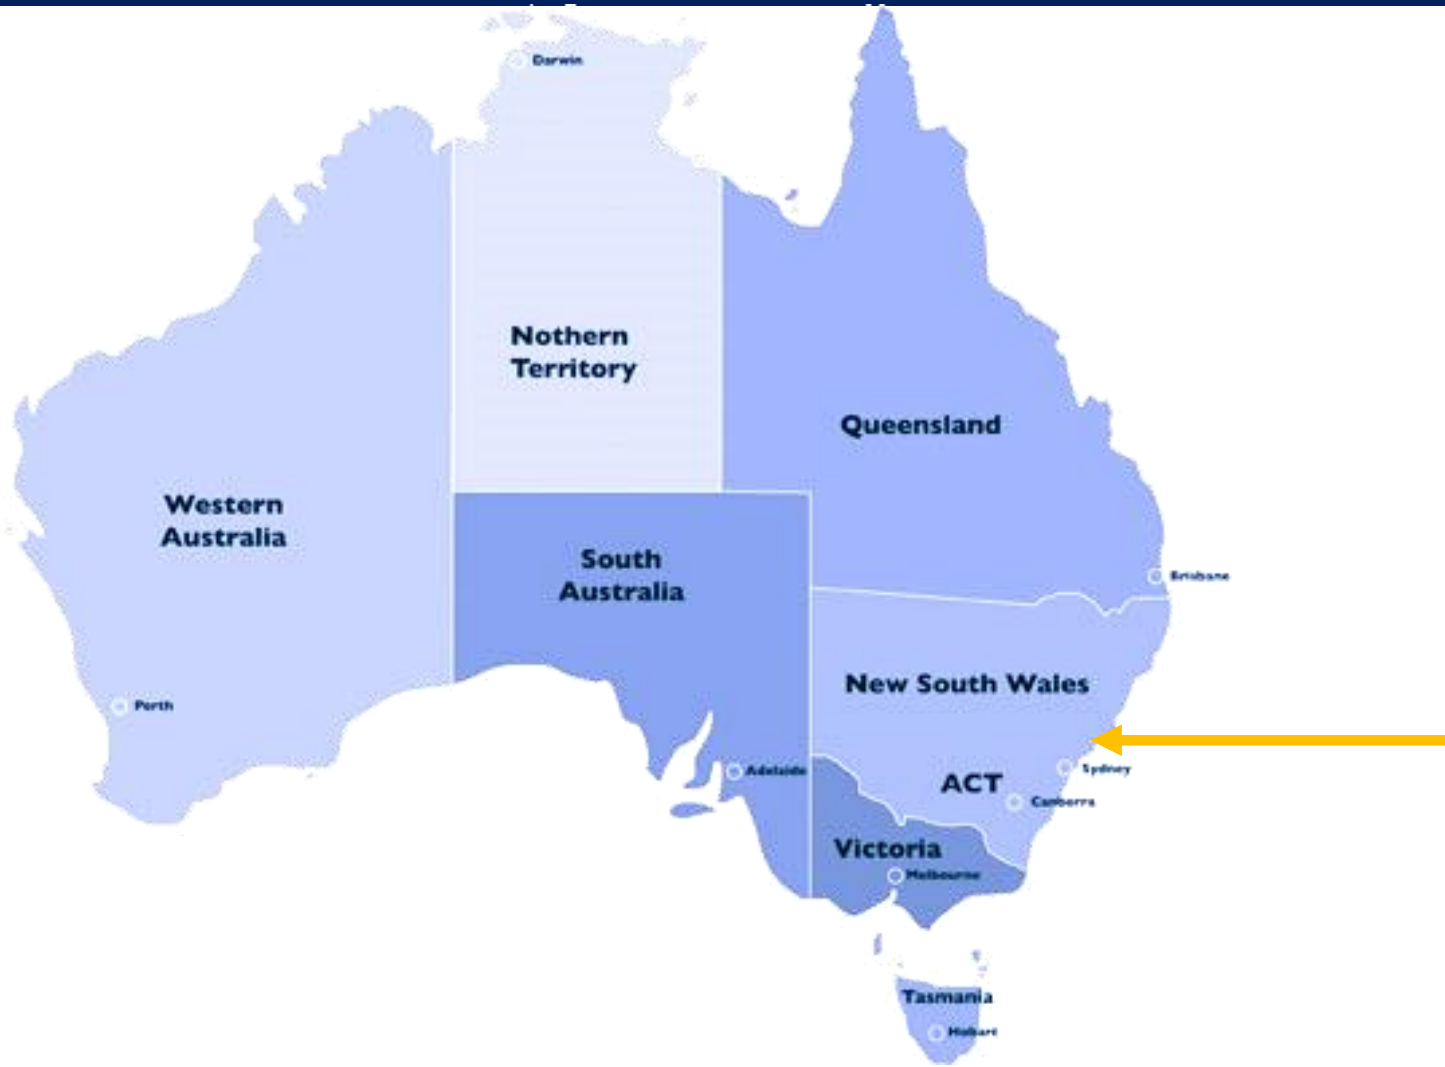 Darwin
Nothern
Territory
Queensland
Western
Australia
South
Australia
Brisbane
New South Wales
Perth
Adelaide
Sydney
ACT
Canberra
Victoria
Melbourne
Tasmania
Hobart